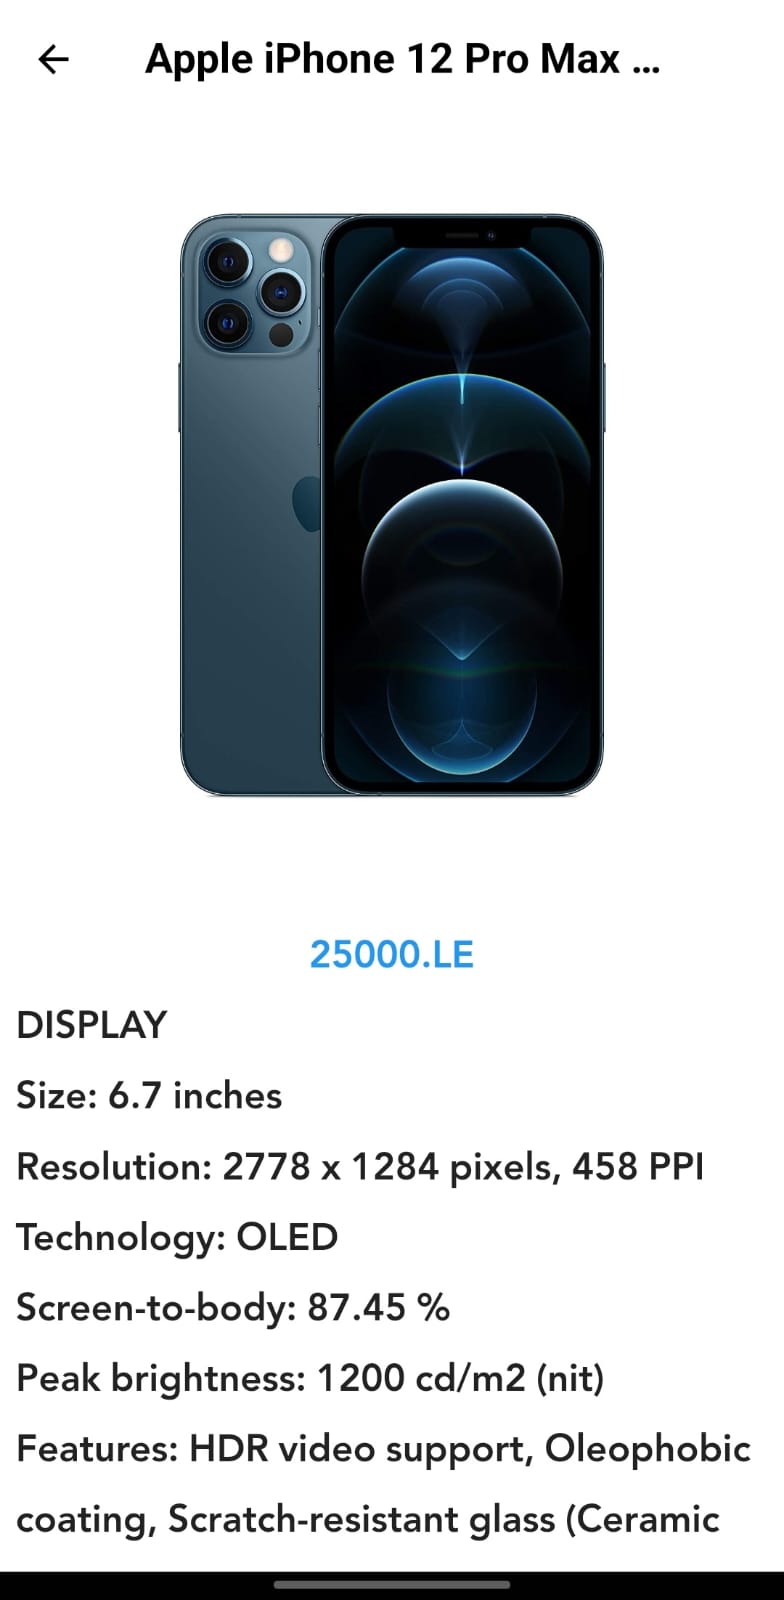 Apple iPhone 12 Pro Max ...
25000.LE
DISPLAY
Size: 6.7 inches
Resolution: 2778 x 1284 pixels, 458 PPI
Technology: OLED
Screen-to-body: 87.45 %
Peak brightness: 1200 cd/m2 (nit)
Features: HDR video support, Oleophobic
coating, Scratch-resistant glass (Ceramic